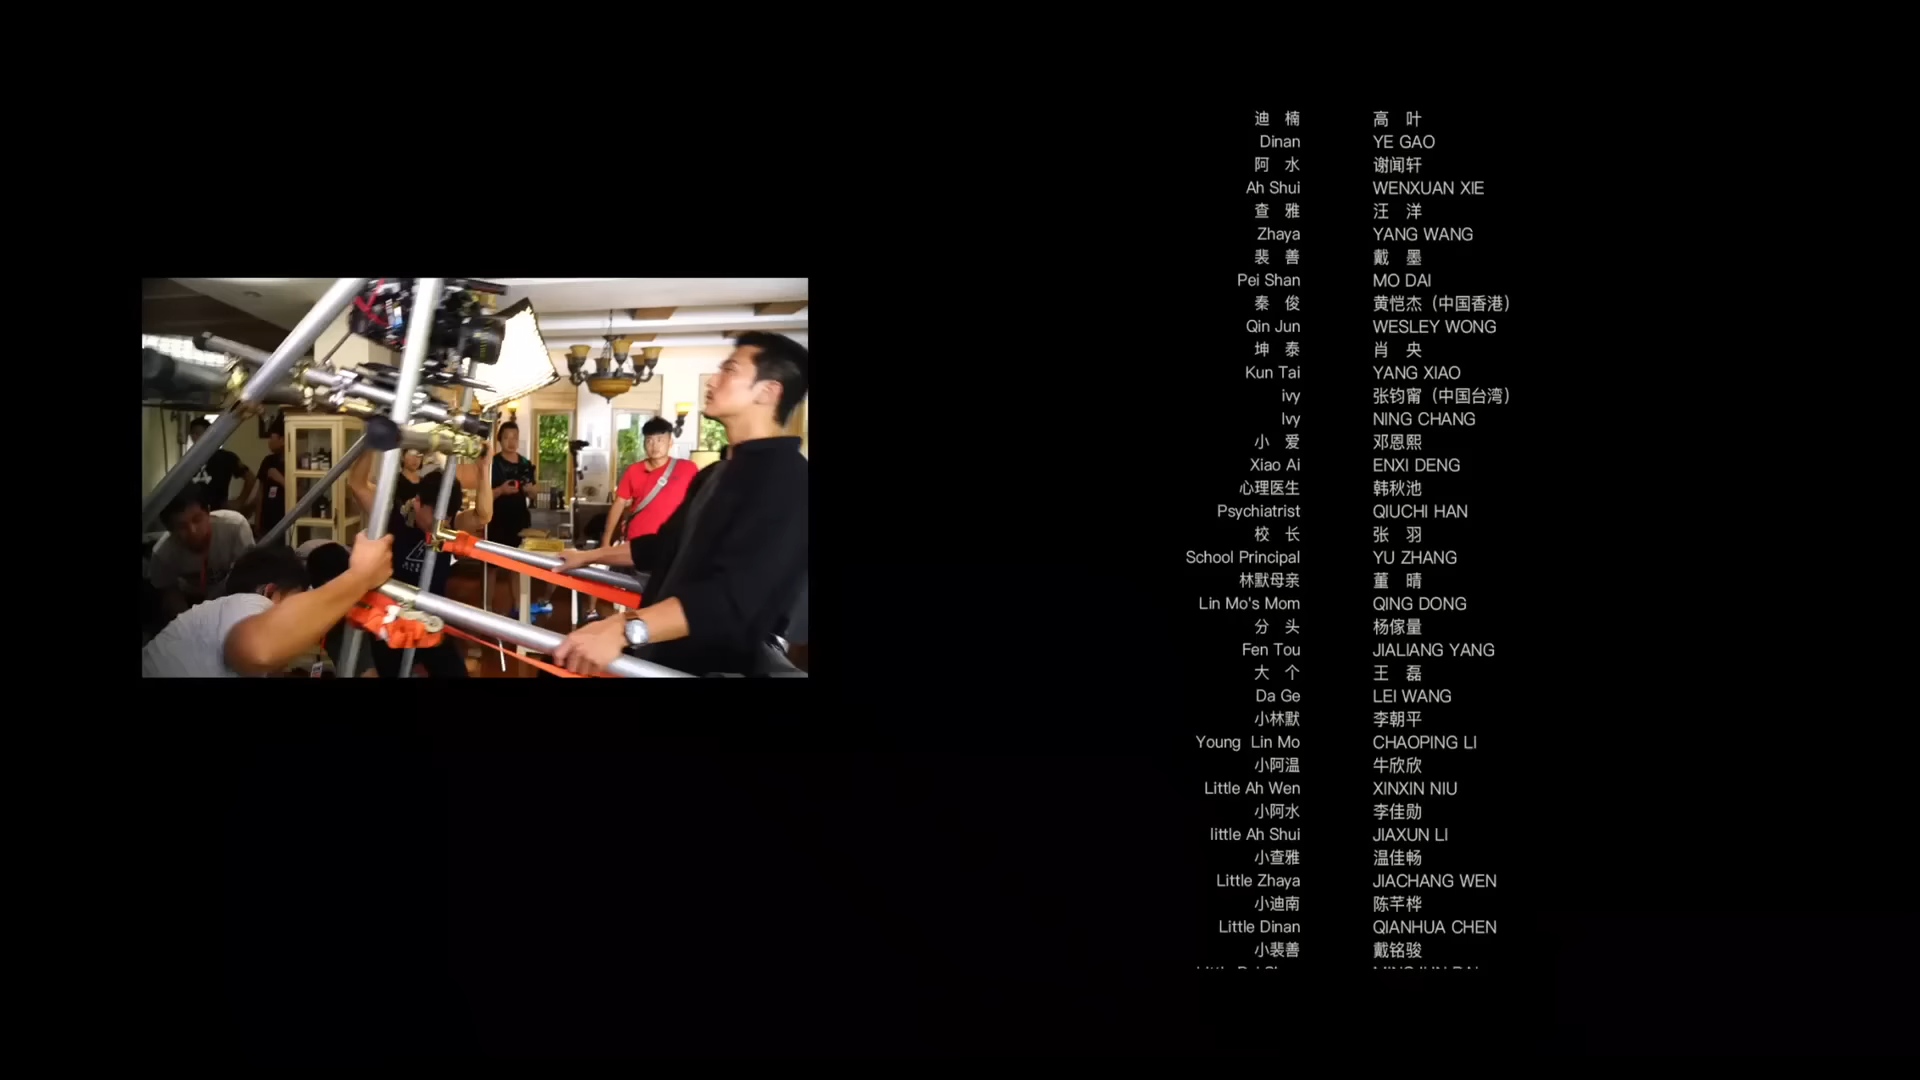 迪 楠 高 叶
Dinan YE GAO
阿 水 谢闻轩
Ah Shui WENXUAN XIE
查 雅 汪 洋
Zhaya YANG WANG
裴 善 戴 墨
Pei Shan MO DAI
秦 俊 黄恺杰（中国香港）
Qin Jun WESLEY WONG
坤 泰 肖 央
Kun Tai YANG XIAO
ivy 张钧甯（中国台湾）
Ivy NING CHANG
小 爱 邓恩熙
Xiao Ai ENXI DENG
心理医生 韩秋池
Psychiatrist QIUCHI HAN
校 长 张 羽
School Principal YU ZHANG
林默母亲 董 晴
Lin Mo's Mom QING DONG
分 头 杨傢量
Fen Tou JIALIANG YANG
大 个 王 磊
Da Ge LEI WANG
小林默 李朝平
Young Lin Mo CHAOPING LI
小阿温 牛欣欣
Little Ah Wen XINXIN NIU
小阿水 李佳勋
little Ah Shui JIAXUN LI
小查雅 温佳畅
Little Zhaya JIACHANG WEN
小迪南 陈芊桦
Little Dinan QIANHUA CHEN
小裴善 戴铭骏